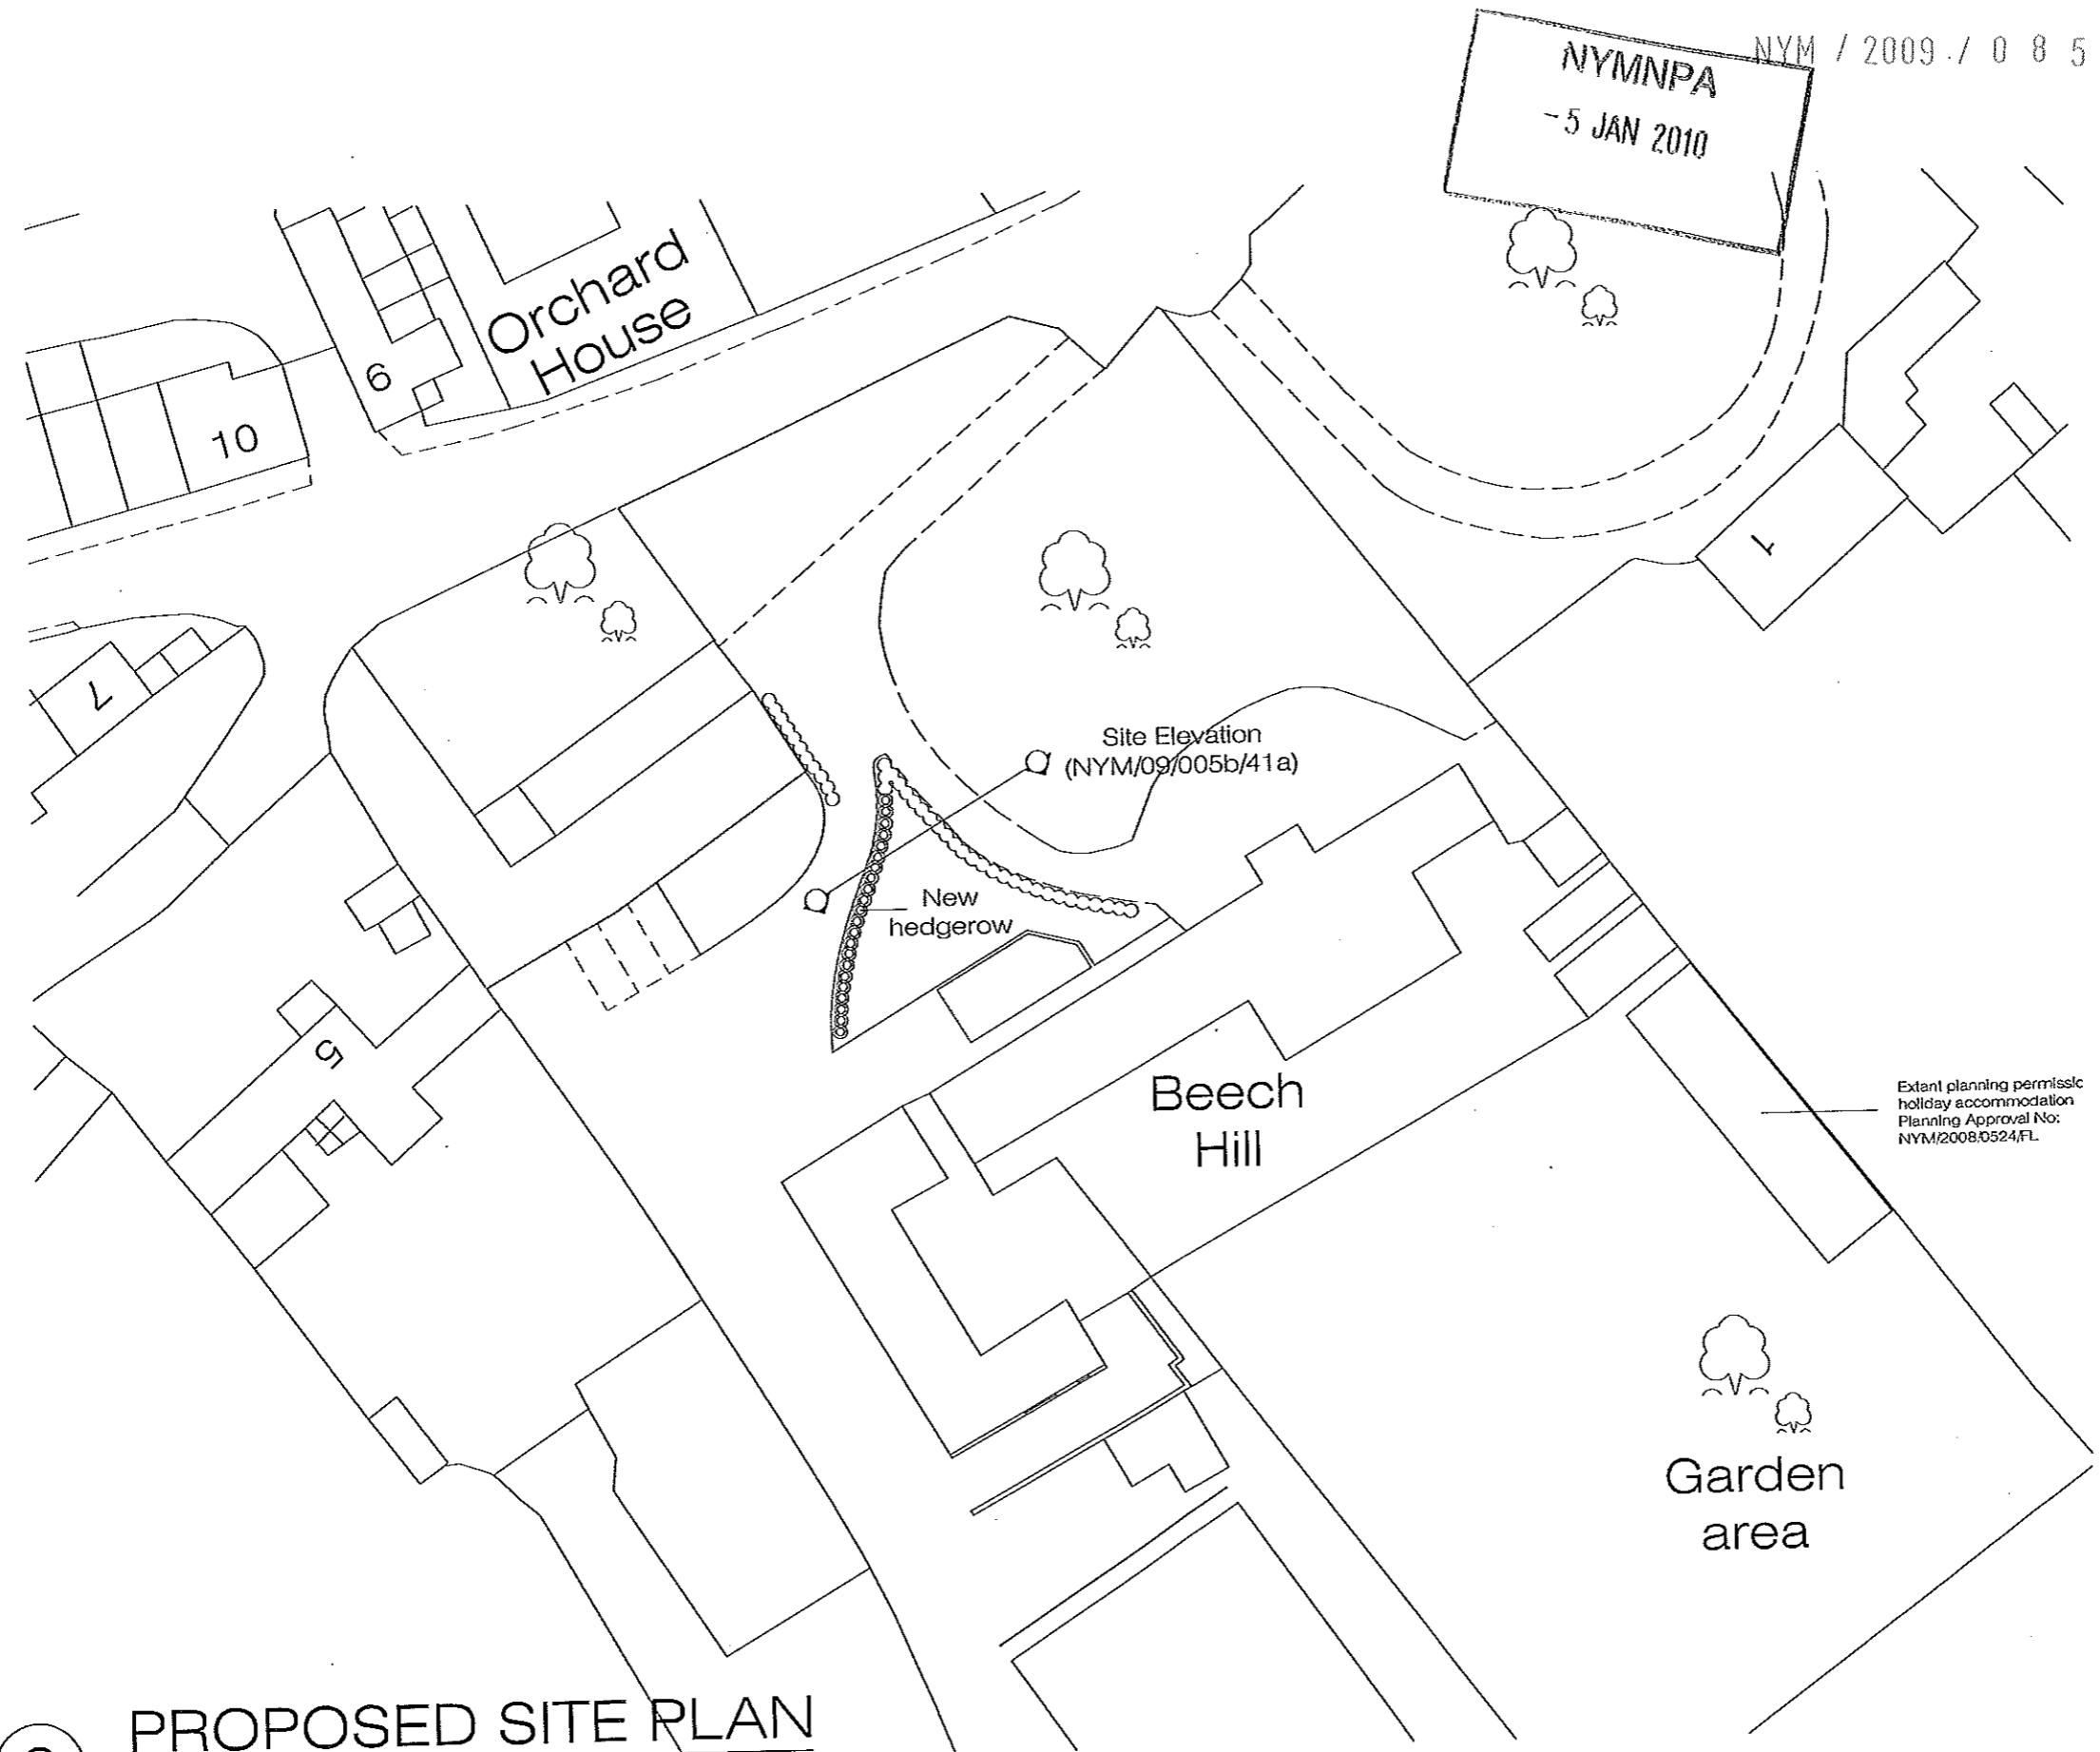 NYM / 2009 / 0 8 5
NYMNPA
-5 JAN 2010
Orchard
House
6
10
7
1
Site Elevation
(NYM/09/005b/41a)
New
hedgerow
5
Beech
Hill
Extant planning permissic
holiday accommodation
Planning Approval No:
NYM/2008/0524/FL
Garden
area
PROPOSED SITE PLAN